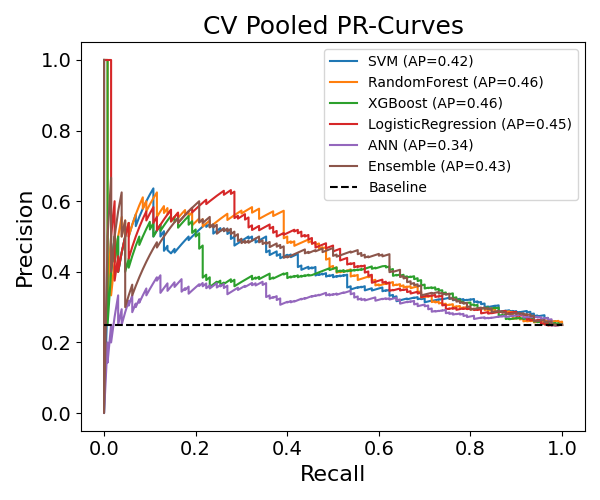 CV Pooled PR-Curves
Precision
1.0
0.8
0.6
0.4
0.2
0.0
SVM (AP=0.42)
RandomForest (AP=0.46)
XGBoost (AP=0.46)
LogisticRegression (AP=0.45)
ANN (AP=0.34)
Ensemble (AP=0.43)
Baseline
0.0 0.2 0.4 0.6 0.8 1.0
Recall